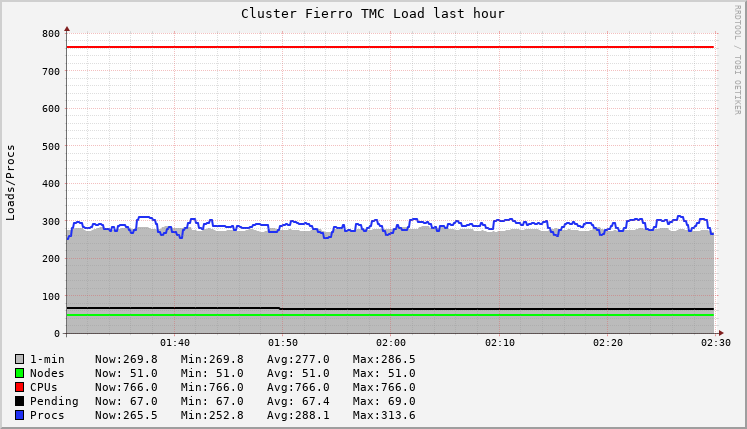 Cluster Fierro TMC Load last hour
RRDTOOL / TOBI OETIKER
Loads/Procs
800
700
600
500
400
300
200
100
0
01:40 01:50 02:00 02:10 02:20 02:30
1-min Now:269.8 Min:269.8 Avg:277.0 Max:286.5
Nodes Now: 51.0 Min: 51.0 Avg: 51.0 Max: 51.0
CPUs Now:766.0 Min:766.0 Avg:766.0 Max:766.0
Pending Now: 67.0 Min: 67.0 Avg: 67.4 Max: 69.0
Procs Now:265.5 Min:252.8 Avg:288.1 Max:313.6